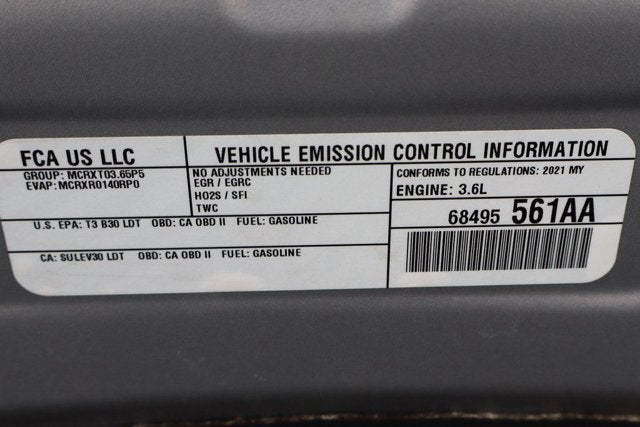 FCA US LLC
VEHICLE EMISSION CONTROL INFORMATION
GROUP: MCRXT03.65P5
EVAP: MCRXR0140RP0
NO ADJUSTMENTS NEEDED
EGR / EGRC
HO2S / SFI
TWC
CONFORMS TO REGULATIONS: 2021 MY
ENGINE: 3.6L
U.S. EPA: T3 B30 LDT OBD: CA OBD II FUEL: GASOLINE
68495 561AA
CA: SULEV30 LDT OBD: CA OBD II FUEL: GASOLINE